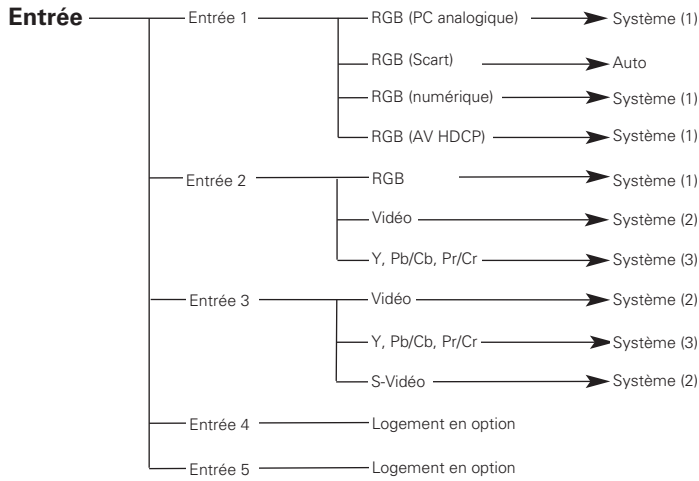 Entrée Entrée 1 RGB (PC analogique) Système (1)
RGB (Scart) Auto
RGB (numérique) Système (1)
RGB (AV HDCP) Système (1)
Entrée 2 RGB Système (1)
Vidéo Système (2)
Y, Pb/Cb, Pr/Cr Système (3)
Entrée 3 Vidéo Système (2)
Y, Pb/Cb, Pr/Cr Système (3)
S-Vidéo Système (2)
Entrée 4 Logement en option
Entrée 5 Logement en option